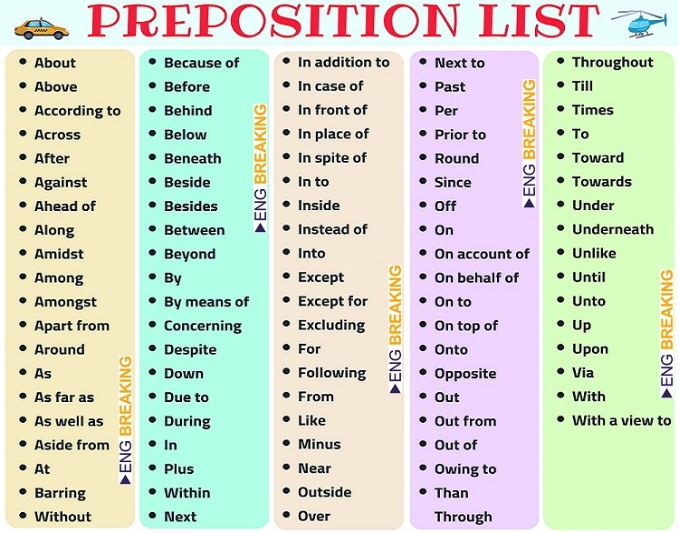 PREPOSITION LIST
About
Above
According to
Across
After
Against
Ahead of
Along
Amidst
Among
Amongst
Apart from
Around
As
As far as
As well as
Aside from
At
Barring
Without
ENG BREAKING
Because of
Before
Behind
Below
Beneath
Beside
Besides
Between
Beyond
By
By means of
Concerning
Despite
Down
Due to
During
In
Plus
Within
Next
ENG BREAKING
In addition to
In case of
In front of
In place of
In spite of
In to
Inside
Instead of
Into
Except
Except for
Excluding
For
Following
From
Like
Minus
Near
Outside
Over
ENG BREAKING
Next to
Past
Per
Prior to
Round
Since
Off
On
On account of
On behalf of
On to
On top of
Onto
Opposite
Out
Out from
Out of
Owing to
Than
Through
ENG BREAKING
Throughout
Till
Times
To
Toward
Towards
Under
Underneath
Unlike
Until
Unto
Up
Upon
Via
With
With a view to
ENG BREAKING